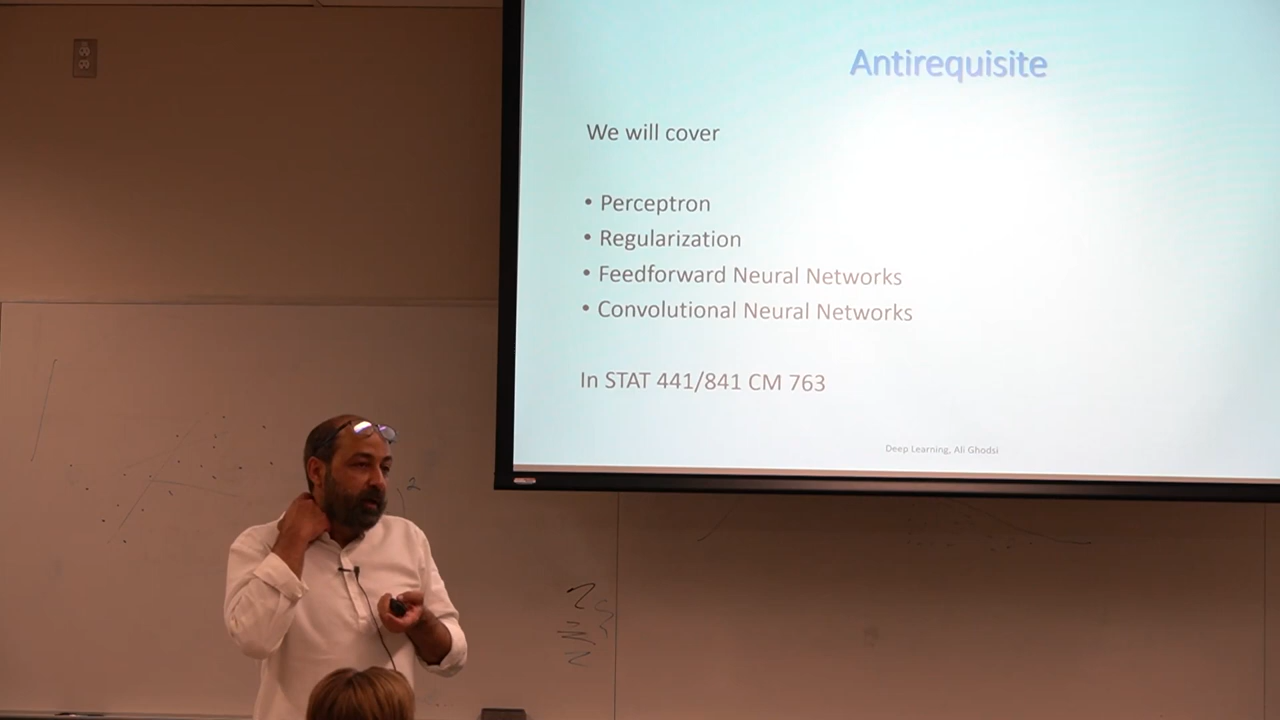 Antirequisite
We will cover
• Perceptron
• Regularization
• Feedforward Neural Networks
• Convolutional Neural Networks
In STAT 441/841 CM 763
Deep Learning, Ali Ghodsi
2